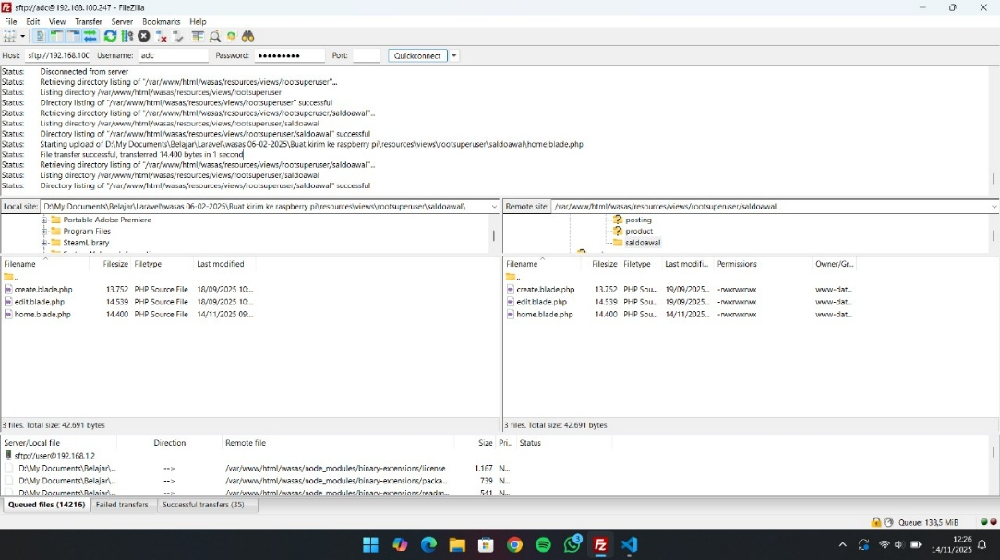 sftp://adc@192.168.100.247 - FileZilla
File Edit View Transfer Server Bookmarks Help
Host: sftp://192.168.10 Username: adc Password: ●●●●●●●●● Port: Quickconnect
Status: Disconnected from server
Status: Retrieving directory listing of "/var/www/html/wasas/resources/views/rootsuperuser"...
Status: Listing directory /var/www/html/wasas/resources/views/rootsuperuser
Status: Directory listing of "/var/www/html/wasas/resources/views/rootsuperuser" successful
Status: Retrieving directory listing of "/var/www/html/wasas/resources/views/rootsuperuser/saldoawal"...
Status: Listing directory /var/www/html/wasas/resources/views/rootsuperuser/saldoawal
Status: Directory listing of "/var/www/html/wasas/resources/views/rootsuperuser/saldoawal" successful
Status: Starting upload of D:\My Documents\Belajar\Laravel\wasas 06-02-2025\Buat kirim ke raspberry pi\resources\views\rootsuperuser\saldoawal\home.blade.php
Status: File transfer successful, transferred 14.400 bytes in 1 second
Status: Retrieving directory listing of "/var/www/html/wasas/resources/views/rootsuperuser/saldoawal"...
Status: Listing directory /var/www/html/wasas/resources/views/rootsuperuser/saldoawal
Status: Directory listing of "/var/www/html/wasas/resources/views/rootsuperuser/saldoawal" successful
Local site: D:\My Documents\Belajar\Laravel\wasas 06-02-2025\Buat kirim ke raspberry pi\resources\views\rootsuperuser\saldoawal\
Portable Adobe Premiere
Program Files
SteamLibrary
Remote site: /var/www/html/wasas/resources/views/rootsuperuser/saldoawal
posting
product
saldoawal
Filename Filesize Filetype Last modified
..
create.blade.php 13.752 PHP Source File 18/09/2025 10:...
edit.blade.php 14.539 PHP Source File 18/09/2025 10:...
home.blade.php 14.400 PHP Source File 14/11/2025 09:...
3 files. Total size: 42.691 bytes
Filename Filesize Filetype Last modifi... Permissions Owner/Gr...
..
create.blade.php 13.752 PHP Sou... 19/09/2025... -rwxrwxrwx www-dat...
edit.blade.php 14.539 PHP Sou... 19/09/2025... -rwxrwxrwx www-dat...
home.blade.php 14.400 PHP Sou... 14/11/2025... -rwxrwxrwx www-dat...
3 files. Total size: 42.691 bytes
Server/Local file Direction Remote file Size Pri... Status
sftp://user@192.168.1.2
D:\My Documents\Belajar\... --> /var/www/html/wasas/node_modules/binary-extensions/license 1.167 N...
D:\My Documents\Belajar\... --> /var/www/html/wasas/node_modules/binary-extensions/packa... 739 N...
D:\My Documents\Belajar\... --> /var/www/html/wasas/node_modules/binary-extensions/readm... 541 N...
Queued files (14216) Failed transfers Successful transfers (35)
Queue: 138,5 MiB
3
12:26
14/11/2025